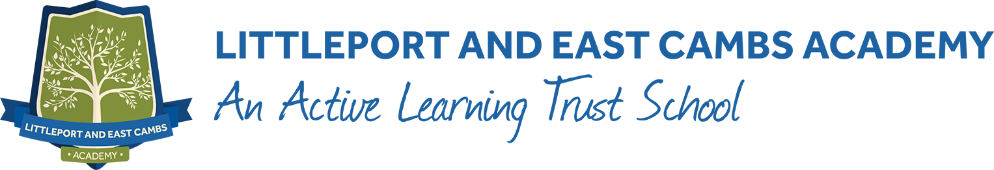 LITTLEPORT AND EAST CAMBS
• ACADEMY •
LITTLEPORT AND EAST CAMBS ACADEMY
An Active Learning Trust School